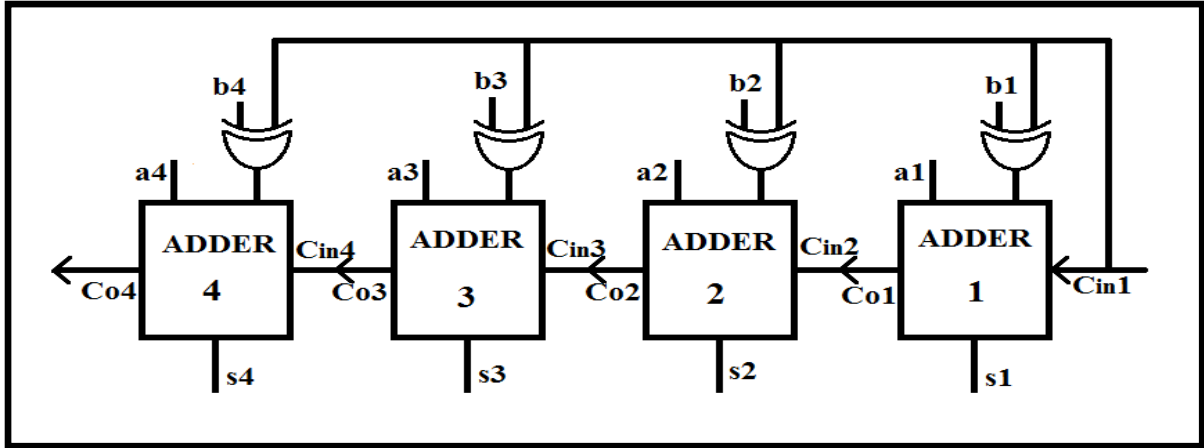 b4 b3 b2 b1
a4 a3 a2 a1
ADDER ADDER ADDER ADDER
Cin4 Cin3 Cin2
4 3 2 1
Co4 Co3 Co2 Co1 Cin1
s4 s3 s2 s1